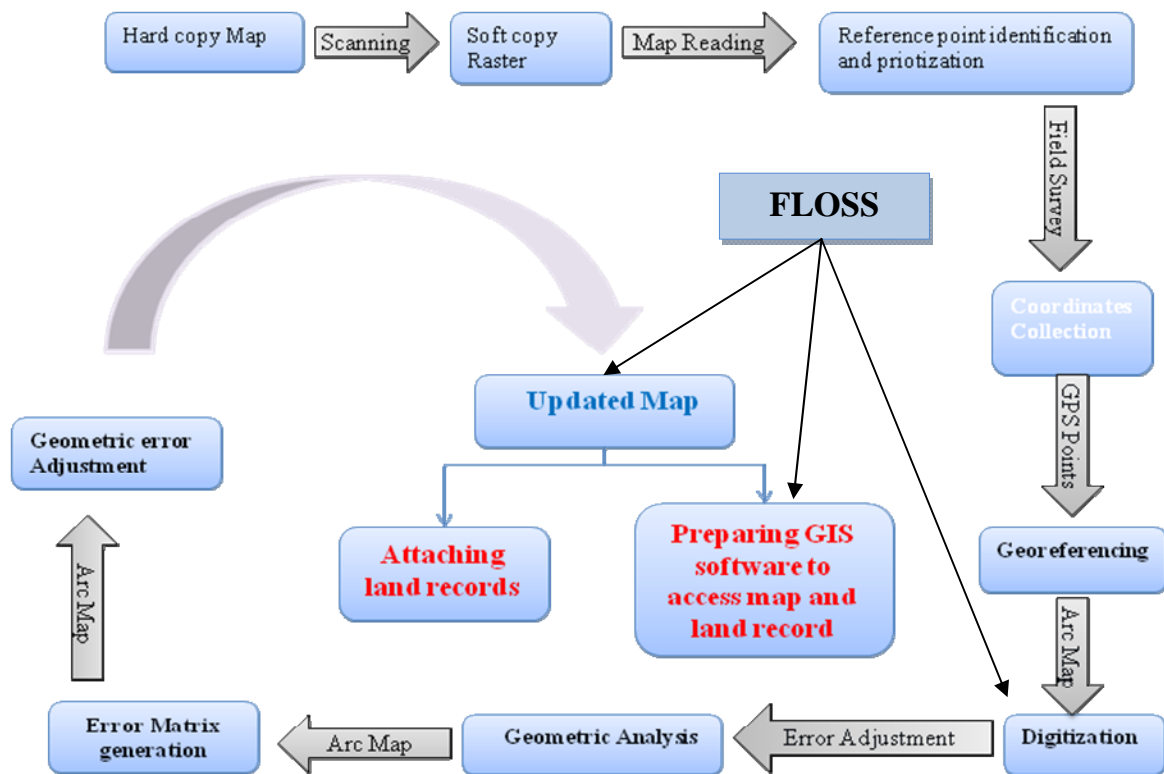 Hard copy Map
Scanning
Soft copy
Raster
Map Reading
Reference point identification
and priotization
Field Survey
FLOSS
Coordinates
Collection
GPS Points
Updated Map
Geometric error
Adjustment
Attaching
land records
Preparing GIS
software to
access map and
land record
Georeferencing
Arc Map
Arc Map
Error Matrix
generation
Arc Map
Geometric Analysis
Error Adjustment
Digitization